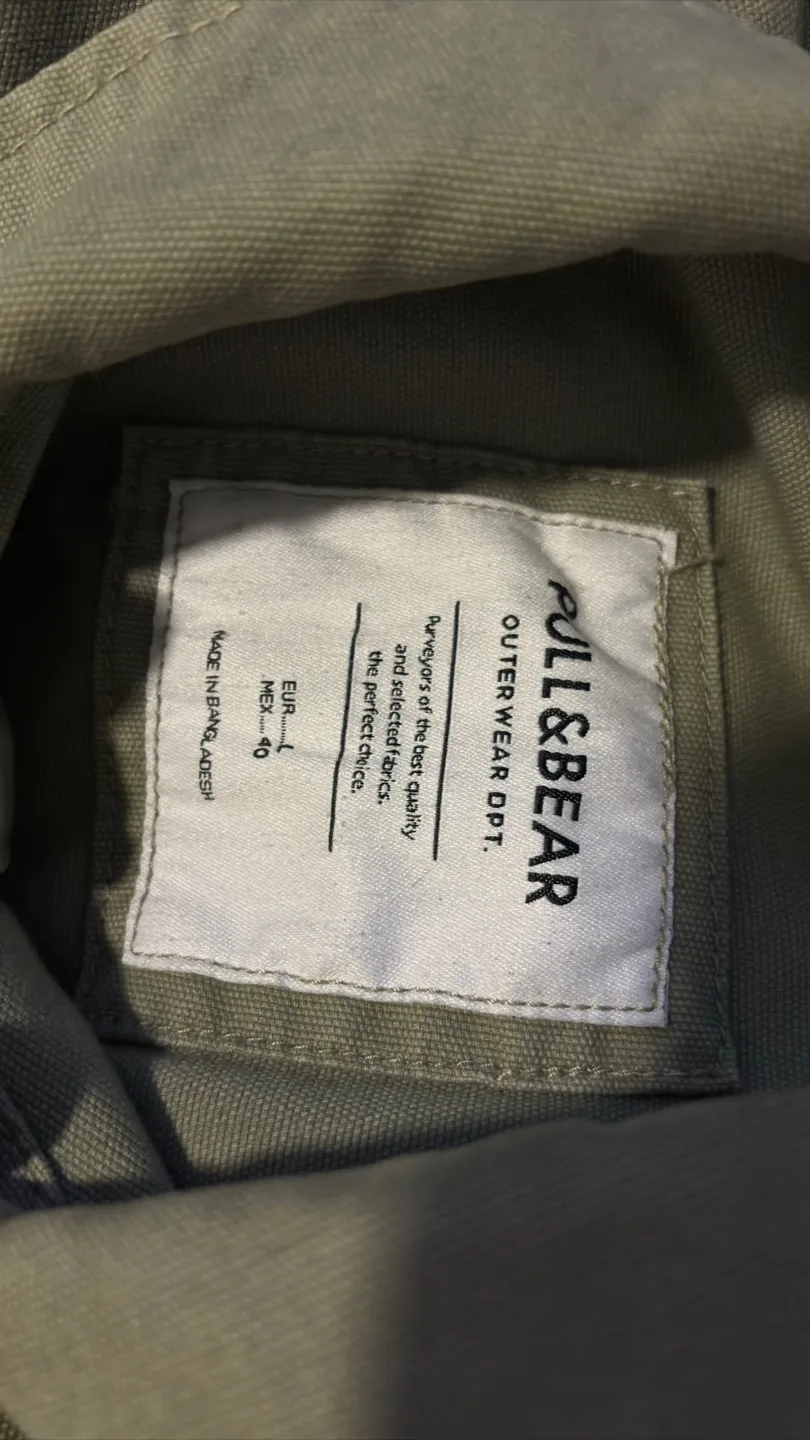 PULL&BEAR
OUTERWEAR DPT.
Purveyors of the best quality
and selected fabrics.
the perfect choice.
EUR........L
MEX..... 40
MADE IN BANGLADESH